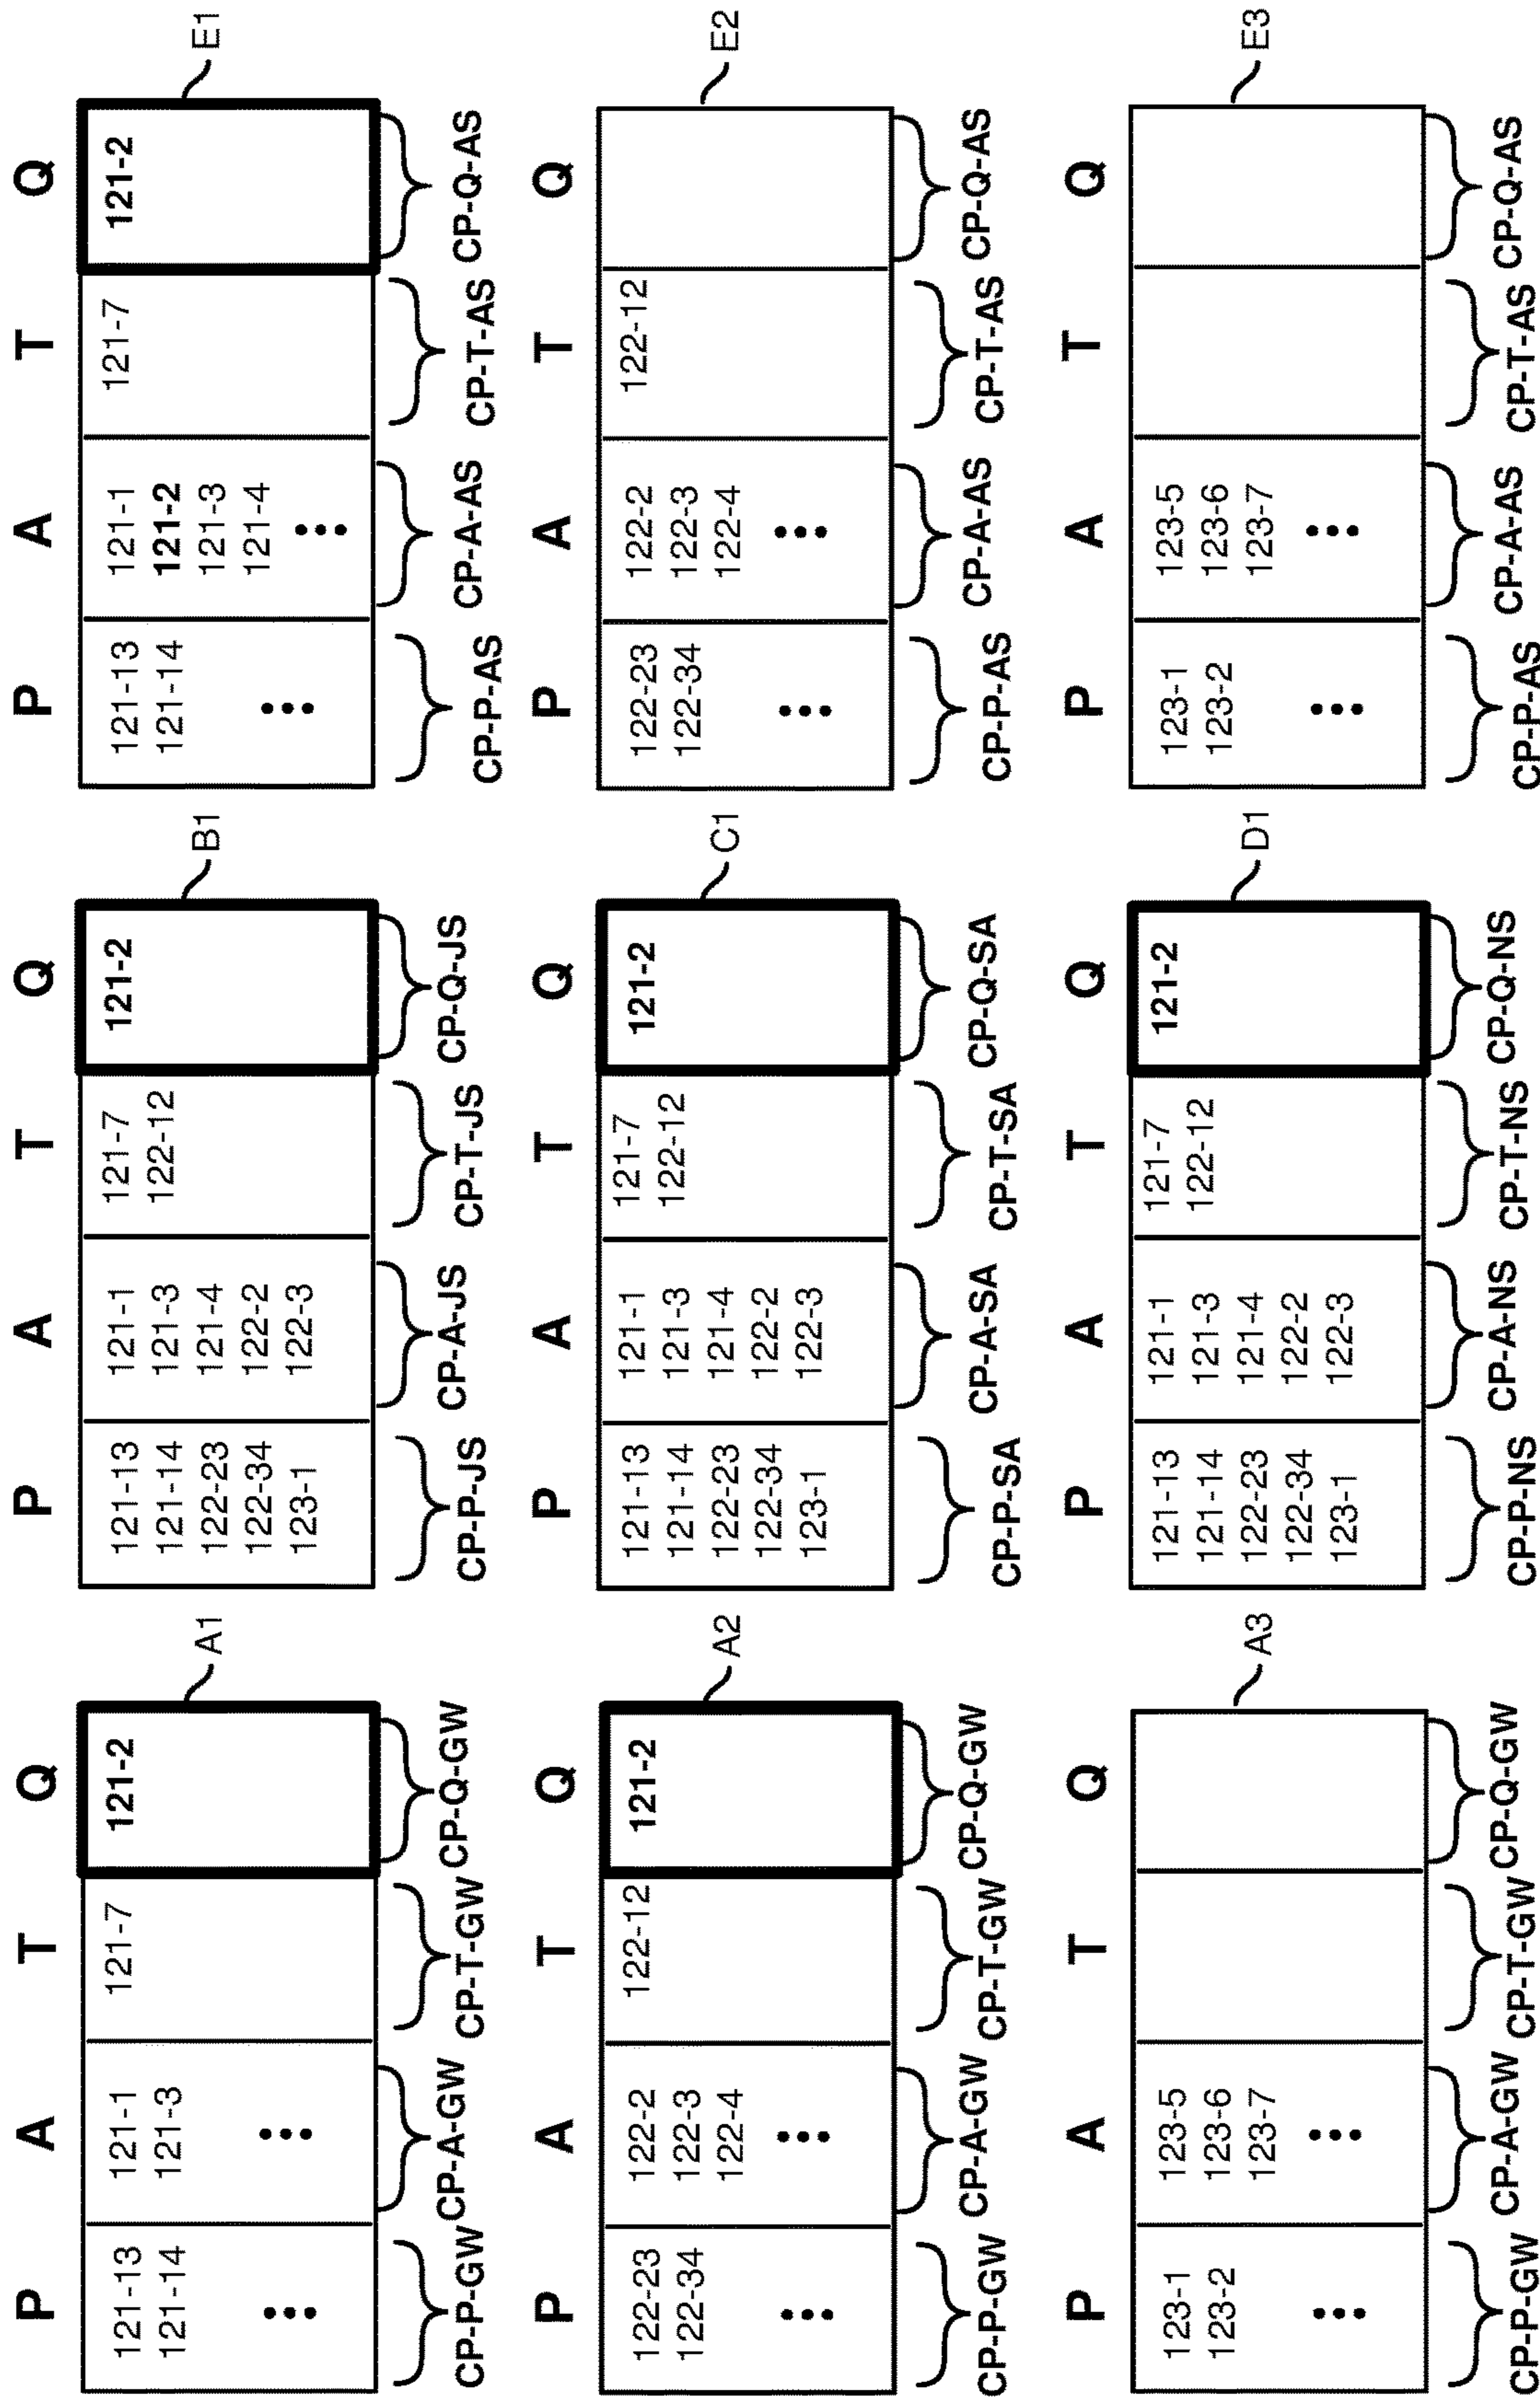 P A T Q
121-13
121-14
121-1
121-3
121-7
121-2
A1
CP-P-GW CP-A-GW CP-T-GW CP-Q-GW
P A T Q
121-13
121-14
122-23
122-34
123-1
121-1
121-3
121-4
122-2
122-3
121-7
122-12
121-2
B1
CP-P-JS CP-A-JS CP-T-JS CP-Q-JS
P A T Q
121-13
121-14
121-1
121-2
121-3
121-4
121-7
121-2
E1
CP-P-AS CP-A-AS CP-T-AS CP-Q-AS
P A T Q
122-23
122-34
122-2
122-3
122-4
122-12
121-2
A2
CP-P-GW CP-A-GW CP-T-GW CP-Q-GW
P A T Q
121-13
121-14
122-23
122-34
123-1
121-1
121-3
121-4
122-2
122-3
121-7
122-12
121-2
C1
CP-P-SA CP-A-SA CP-T-SA CP-Q-SA
P A T Q
122-23
122-34
122-2
122-3
122-4
122-12
E2
CP-P-AS CP-A-AS CP-T-AS CP-Q-AS
P A T Q
123-1
123-2
123-5
123-6
123-7
A3
CP-P-GW CP-A-GW CP-T-GW CP-Q-GW
P A T Q
121-13
121-14
122-23
122-34
123-1
121-1
121-3
121-4
122-2
122-3
121-7
122-12
121-2
D1
CP-P-NS CP-A-NS CP-T-NS CP-Q-NS
P A T Q
123-1
123-2
123-5
123-6
123-7
E3
CP-P-AS CP-A-AS CP-T-AS CP-Q-AS